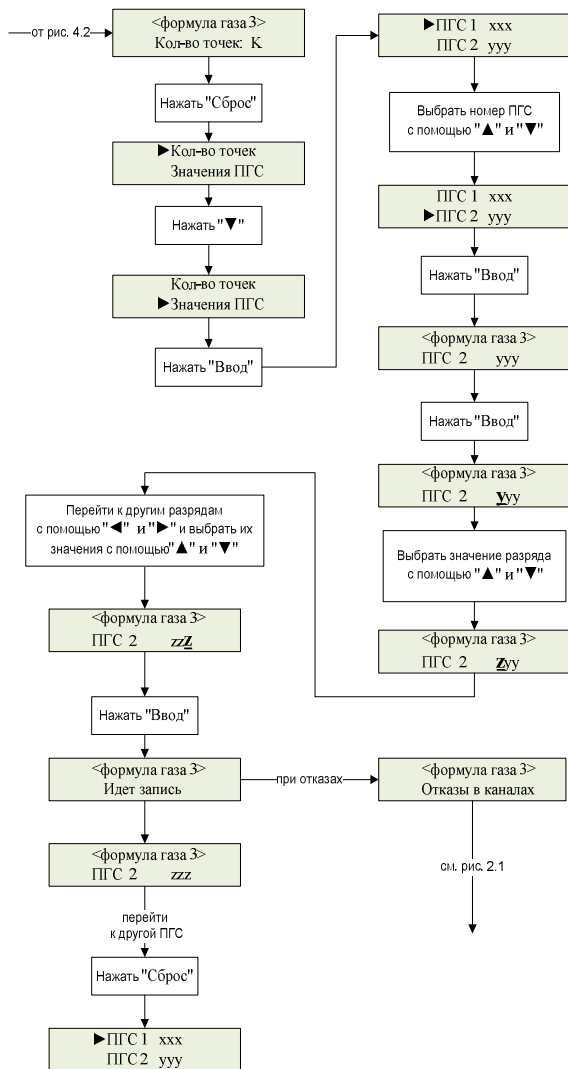 от рис. 4.2
<формула газа 3>
Кол-во точек: K
Нажать "Сброс"
▶Кол-во точек
Значения ПГС
Нажать "▼"
Кол-во точек
▶Значения ПГС
Нажать "Ввод"
▶ПГС 1 xxx
ПГС 2 yyy
Выбрать номер ПГС
с помощью "▲" и "▼"
ПГС 1 xxx
▶ПГС 2 yyy
Нажать "Ввод"
<формула газа 3>
ПГС 2 yyy
Нажать "Ввод"
<формула газа 3>
ПГС 2 yyy
Выбрать значение разряда
с помощью "▲" и "▼"
<формула газа 3>
ПГС 2 zyy
Перейти к другим разрядам
с помощью "◀" и "▶" и выбрать их
значения с помощью "▲" и "▼"
<формула газа 3>
ПГС 2 zzz
Нажать "Ввод"
<формула газа 3>
Идет запись
при отказах
<формула газа 3>
Отказы в каналах
см. рис. 2.1
<формула газа 3>
ПГС 2 zzz
перейти
к другой ПГС
Нажать "Сброс"
▶ПГС 1 xxx
ПГС 2 yyy